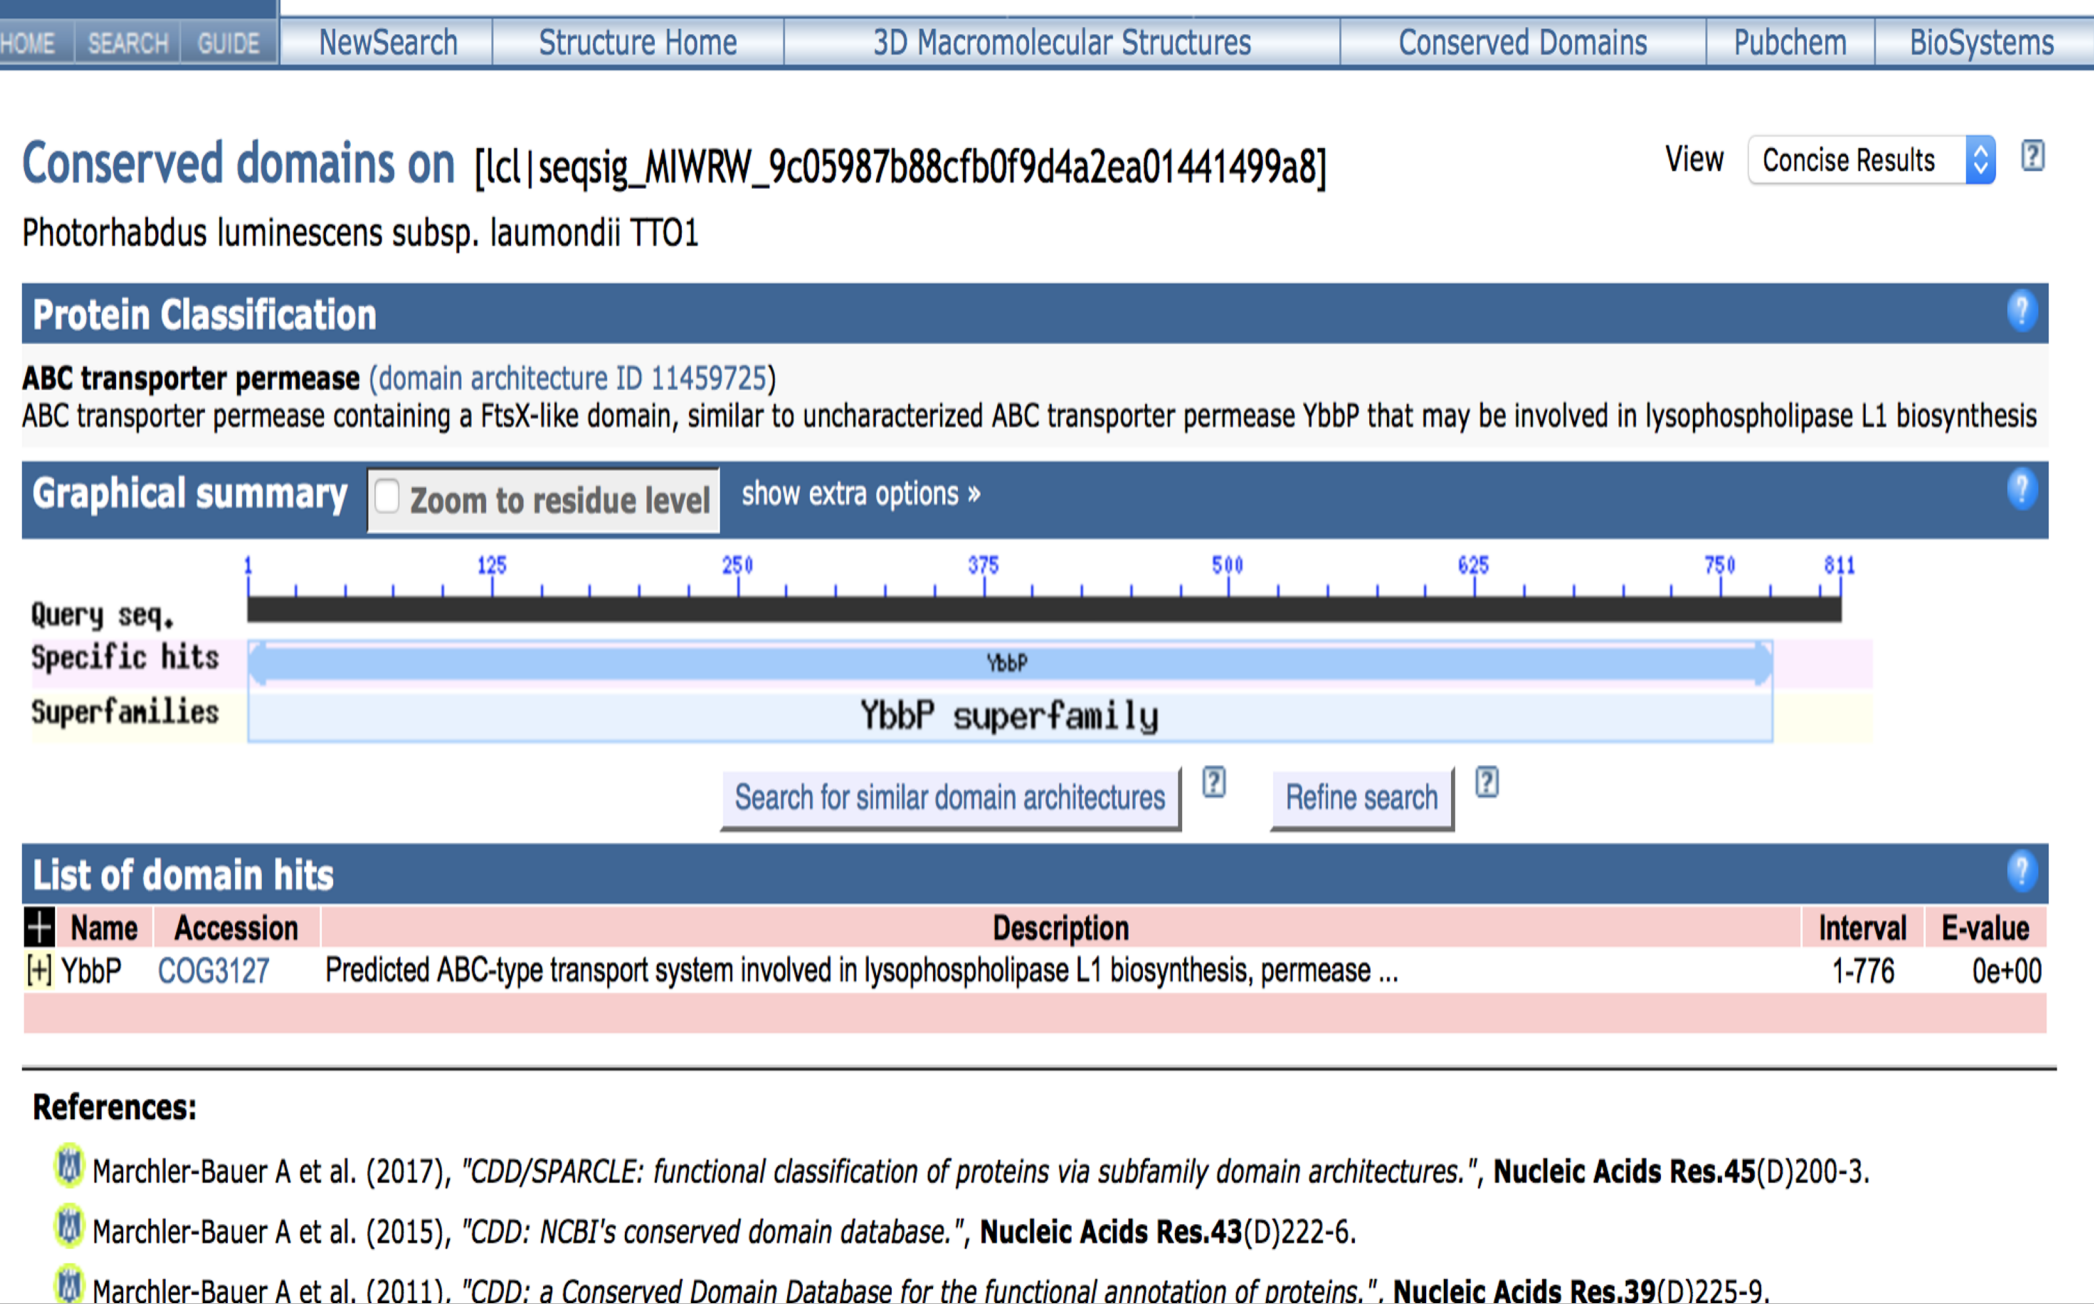 HOME SEARCH GUIDE NewSearch Structure Home 3D Macromolecular Structures Conserved Domains Pubchem BioSystems
Conserved domains on [lcl|seqsig_MIWRW_9c05987b88cfb0f9d4a2ea01441499a8] View Concise Results ?
Photorhabdus luminescens subsp. laumondii TTO1
Protein Classification ?
ABC transporter permease (domain architecture ID 11459725)
ABC transporter permease containing a FtsX-like domain, similar to uncharacterized ABC transporter permease YbbP that may be involved in lysophospholipase L1 biosynthesis
Graphical summary Zoom to residue level show extra options » ?
1 125 250 375 500 625 750 811
Query seq.
Specific hits YbbP
Superfamilies YbbP superfamily
Search for similar domain architectures ? Refine search ?
List of domain hits ?
+ Name Accession Description Interval E-value
[+] YbbP COG3127 Predicted ABC-type transport system involved in lysophospholipase L1 biosynthesis, permease ... 1-776 0e+00
References:
Marchler-Bauer A et al. (2017), "CDD/SPARCLE: functional classification of proteins via subfamily domain architectures.", Nucleic Acids Res.45(D)200-3.
Marchler-Bauer A et al. (2015), "CDD: NCBI's conserved domain database.", Nucleic Acids Res.43(D)222-6.
Marchler-Bauer A et al. (2011), "CDD: a Conserved Domain Database for the functional annotation of proteins.", Nucleic Acids Res.39(D)225-9.